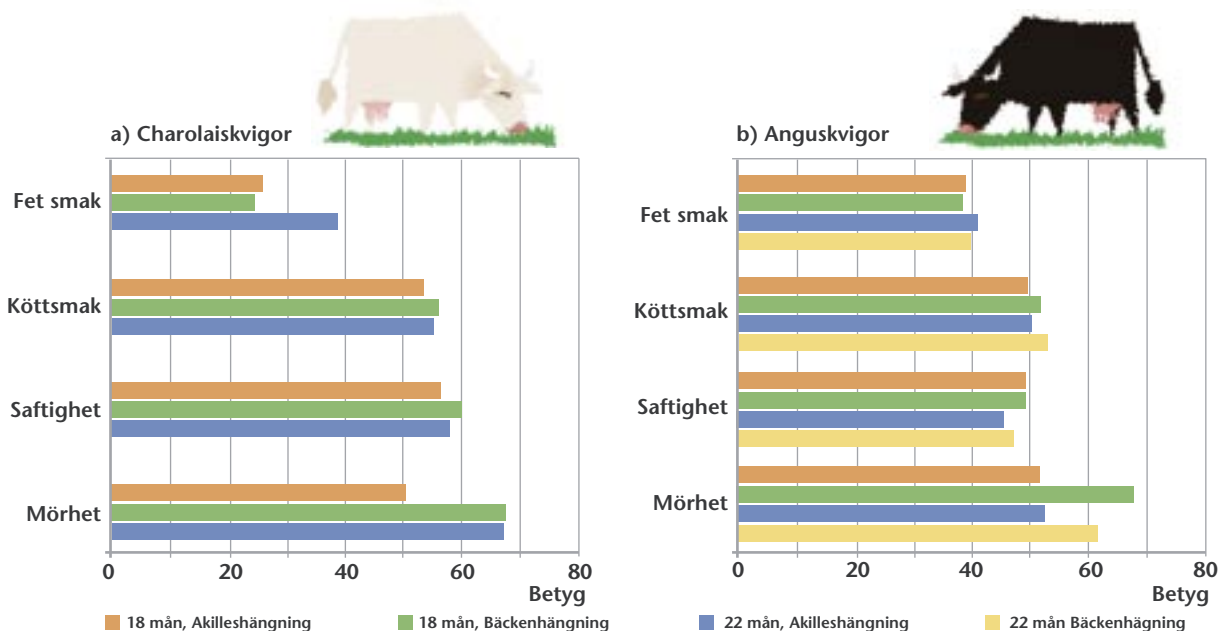 a) Charolaiskvigor
Fet smak
Köttsmak
Saftighet
Mörhet
0 20 40 60 80
Betyg
b) Anguskvigor
Fet smak
Köttsmak
Saftighet
Mörhet
0 20 40 60 80
Betyg
18 mån, Akilleshängning
18 mån, Bäckenhängning
22 mån, Akilleshängning
22 mån Bäckenhägning